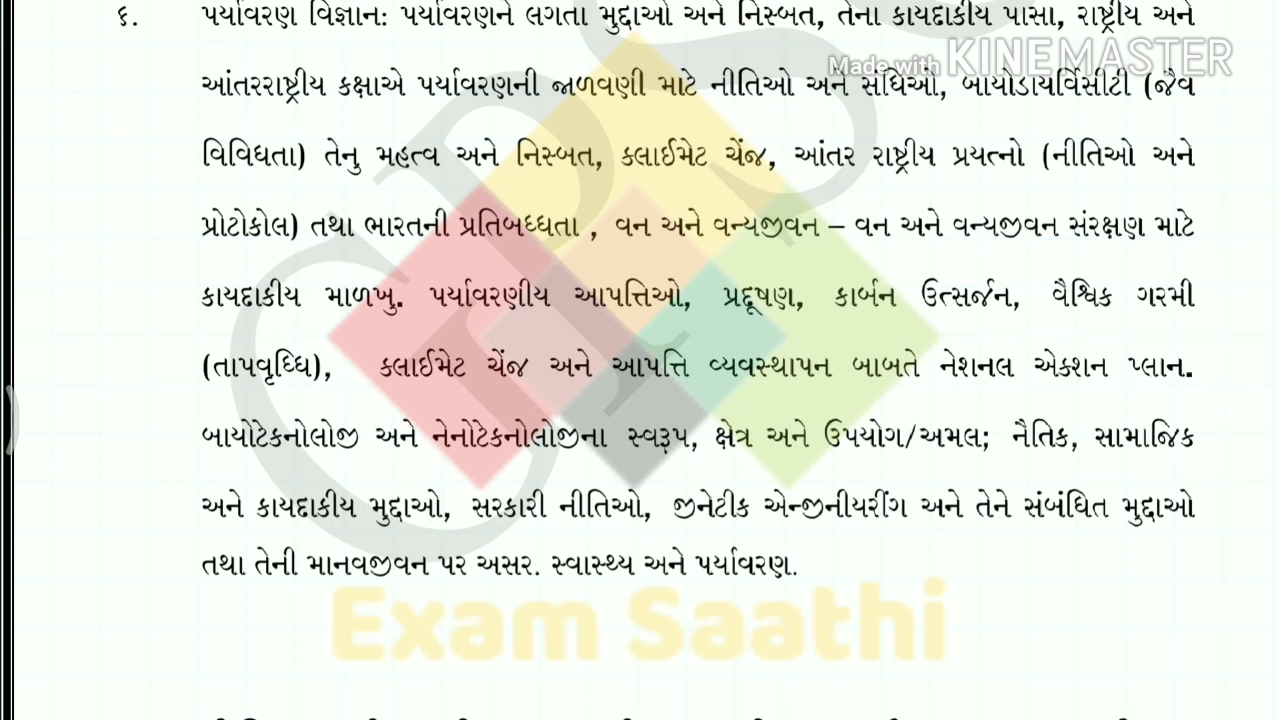 ૬. પર્યાવરણ વિજ્ઞાન: પર્યાવરણને લગતા મુદ્દાઓ અને નિસ્બત, તેના કાયદાકીય પાસા, રાષ્ટ્રીય અને
Made with KINEMASTER
આંતરરાષ્ટ્રીય કક્ષાએ પર્યાવરણની જાળવણી માટે નીતિઓ અને સંધિઓ, બાયોડાયર્વિસીટી (જૈવ
વિવિધતા) તેનુ મહત્વ અને નિસ્બત, ક્લાઈમેટ ચેંજ, આંતર રાષ્ટ્રીય પ્રયત્નો (નીતિઓ અને
પ્રોટોકોલ) તથા ભારતની પ્રતિબધ્ધતા , વન અને વન્યજીવન – વન અને વન્યજીવન સંરક્ષણ માટે
કાયદાકીય માળખુ. પર્યાવરણીય આપત્તિઓ, પ્રદૂષણ, કાર્બન ઉત્સર્જન, વૈશ્વિક ગરમી
(તાપવૃધ્ધિ), ક્લાઈમેટ ચેંજ અને આપત્તિ વ્યવસ્થાપન બાબતે નેશનલ એકશન પ્લાન.
બાયોટેકનોલોજી અને નેનોટેકનોલોજીના સ્વરૂપ, ક્ષેત્ર અને ઉપયોગ/અમલ; નૈતિક, સામાજિક
અને કાયદાકીય મુદ્દાઓ, સરકારી નીતિઓ, જીનેટીક એન્જીનીયરીંગ અને તેને સંબંધિત મુદ્દાઓ
તથા તેની માનવજીવન પર અસર. સ્વાસ્થ્ય અને પર્યાવરણ.
Exam Saathi